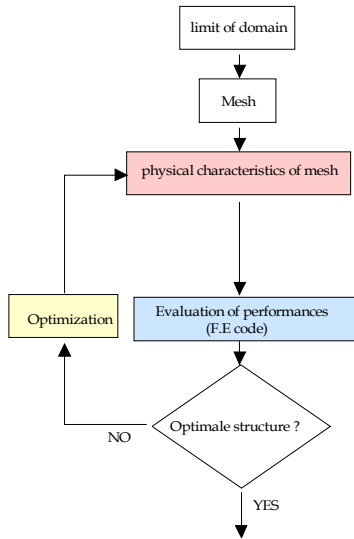 limit of domain
Mesh
physical characteristics of mesh
Evaluation of performances
(F.E code)
Optimization
Optimale structure ?
NO
YES